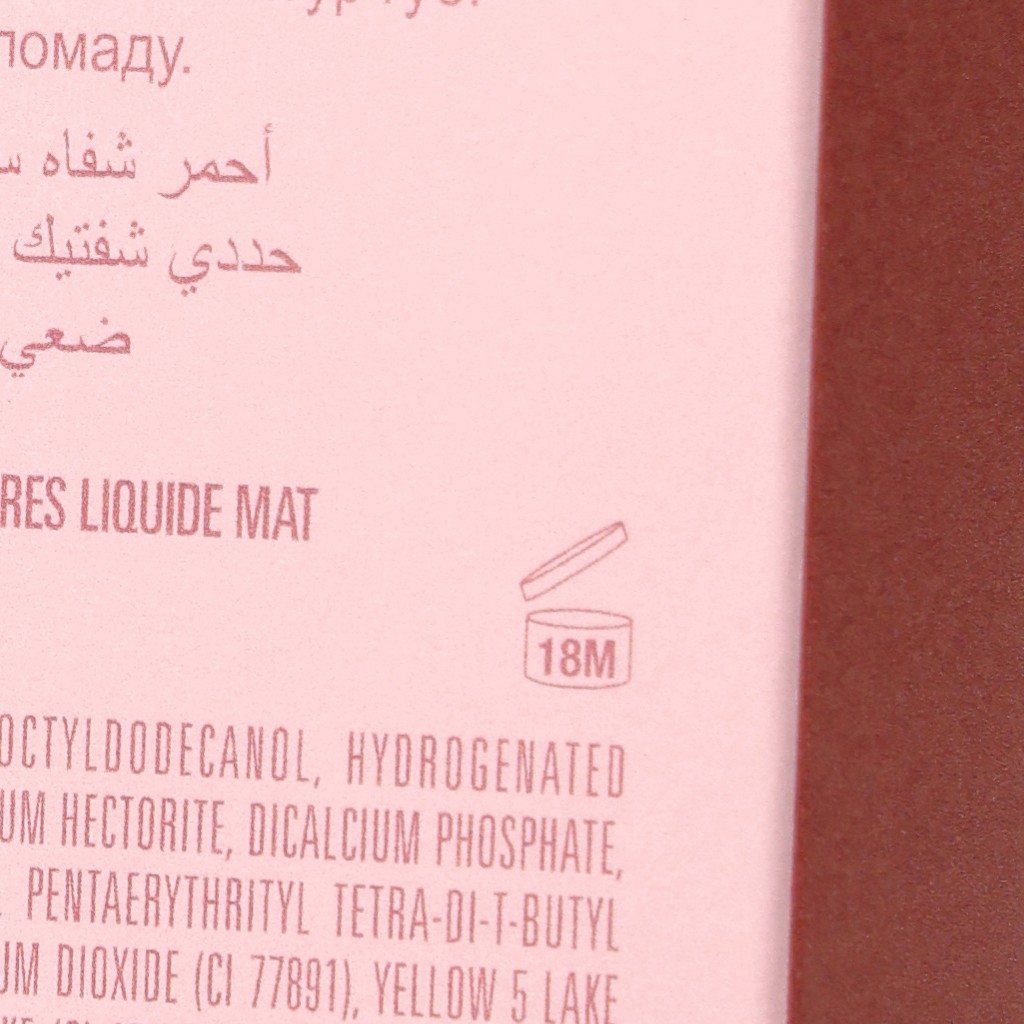 помаду.
أحمر شفاه
حددي شفتيك
ضعي
RES LIQUIDE MAT
18M
OCTYLDODECANOL, HYDROGENATED
UM HECTORITE, DICALCIUM PHOSPHATE,
PENTAERYTHRITYL TETRA-DI-T-BUTYL
UM DIOXIDE (CI 77891), YELLOW 5 LAKE